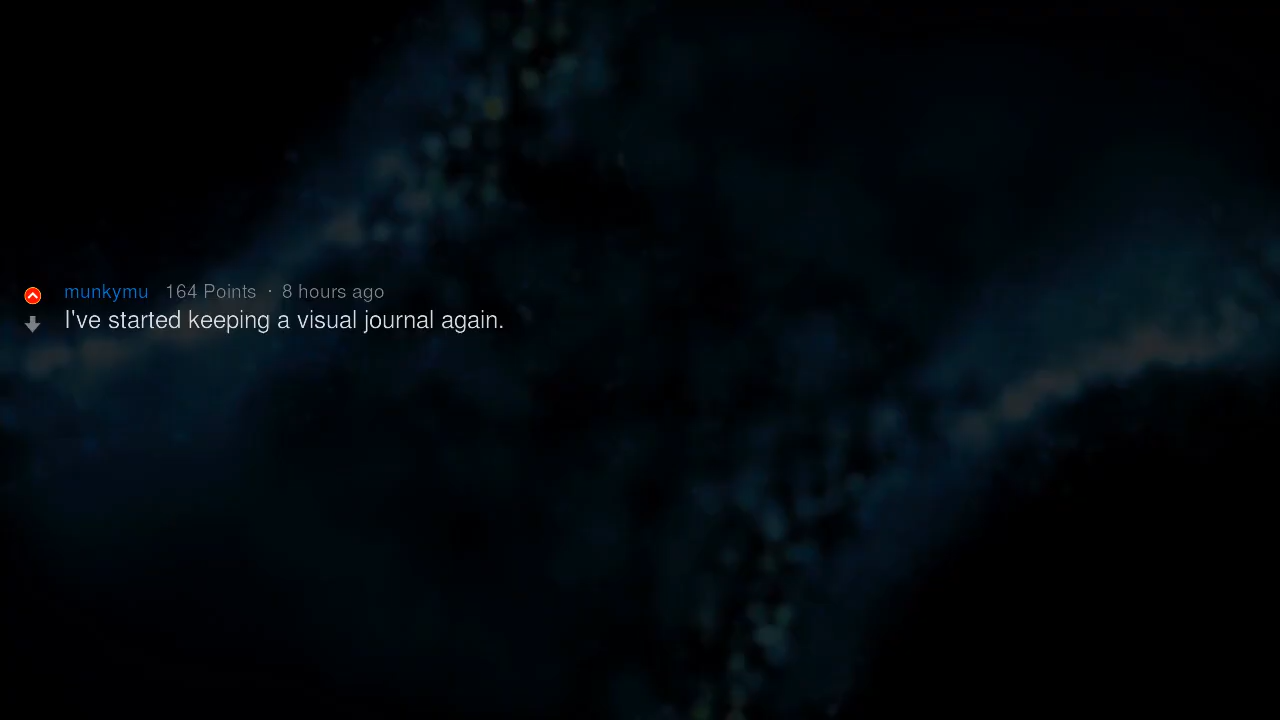 munkymu 164 Points · 8 hours ago
I've started keeping a visual journal again.